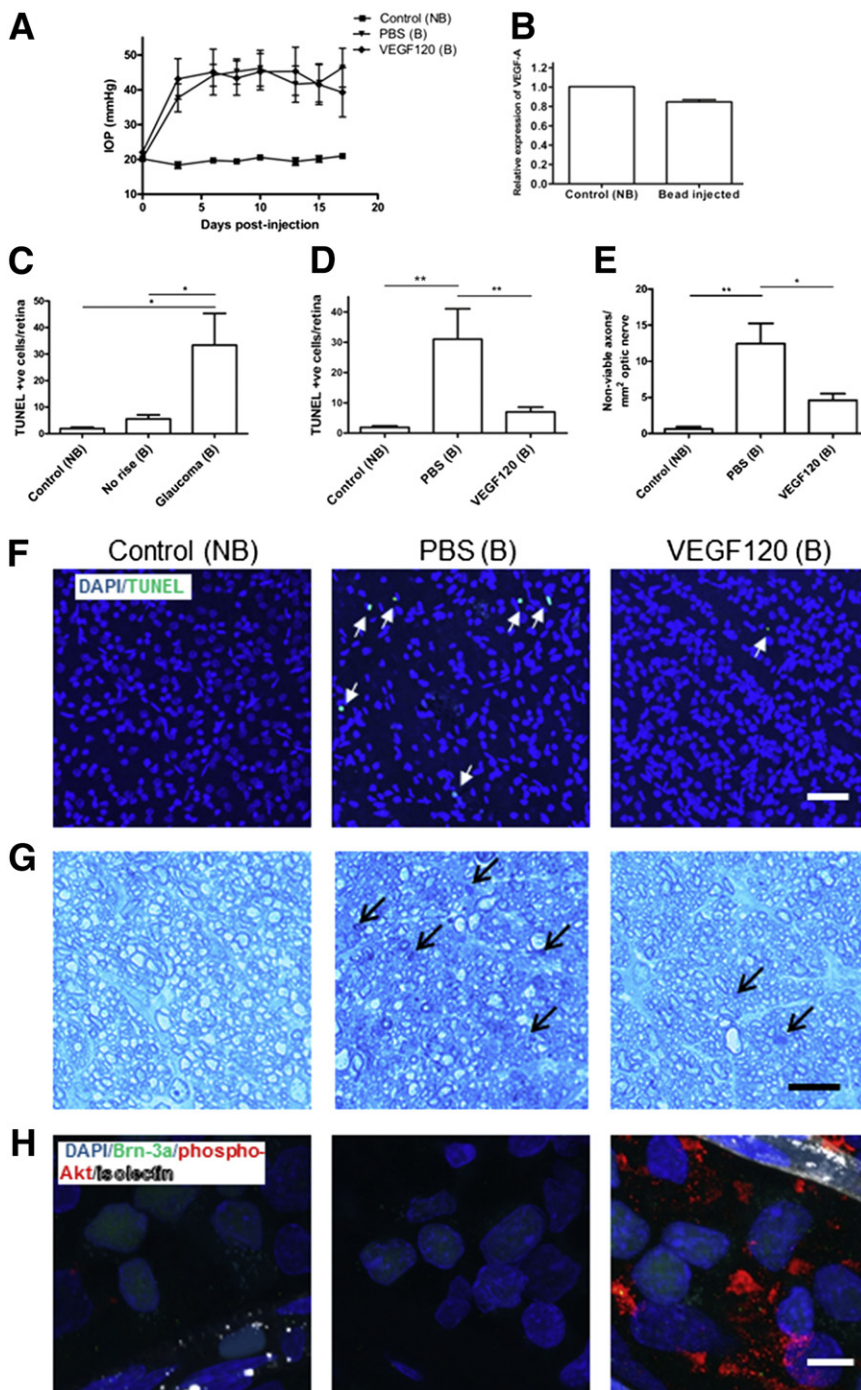 A
Control (NB)
PBS (B)
VEGF120 (B)
IOP (mmHg)
50
40
30
20
10
0 5 10 15 20
Days post-injection
B
Relative expression of VEGF-A
1.2
1.0
0.8
0.6
0.4
0.2
0.0
Control (NB) Bead injected
C
TUNEL +ve cells/retina
50
40
30
20
10
0
*
*
Control (NB)
No rise (B)
Glaucoma (B)
D
TUNEL +ve cells/retina
50
40
30
20
10
0
** **
Control (NB)
PBS (B)
VEGF120 (B)
E
Non-viable axons/
mm² optic nerve
20
15
10
5
0
** *
Control (NB)
PBS (B)
VEGF120 (B)
Control (NB) PBS (B) VEGF120 (B)
F
DAPI/TUNEL
G
H
DAPI/Brn-3a/phospho-
Akt/isolectin